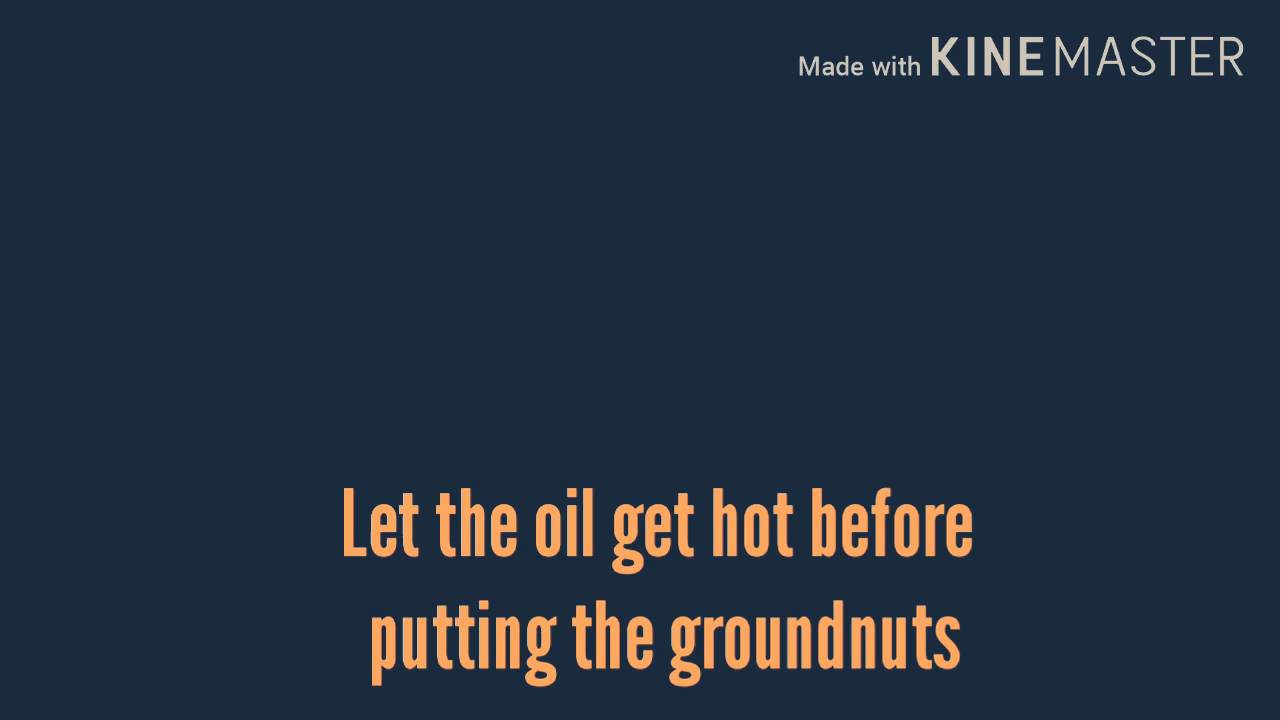 Made with KINEMASTER
Let the oil get hot before
putting the groundnuts